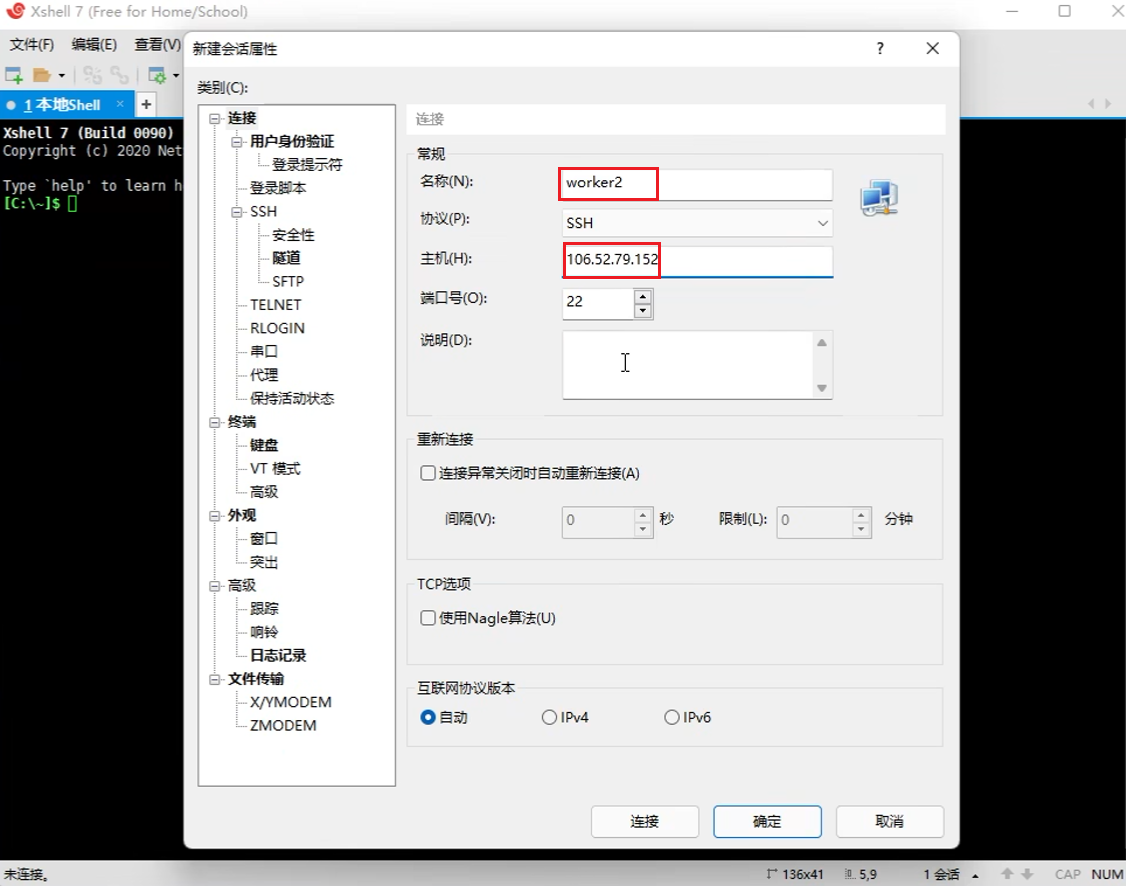 Xshell 7 (Free for Home/School)
文件(F) 编辑(E) 查看(V)
新建会话属性 ?
类别(C):
1 本地Shell × +
Xshell 7 (Build 0090)
Copyright (c) 2020 Net
Type `help' to learn h
[C:\~]$
连接
用户身份验证
登录提示符
登录脚本
SSH
安全性
隧道
SFTP
TELNET
RLOGIN
串口
代理
保持活动状态
终端
键盘
VT 模式
高级
外观
窗口
突出
高级
跟踪
响铃
日志记录
文件传输
X/YMODEM
ZMODEM
连接
常规
名称(N): worker2
协议(P): SSH
主机(H): 106.52.79.152
端口号(O): 22
说明(D):
重新连接
连接异常关闭时自动重新连接(A)
间隔(V): 0 秒 限制(L): 0 分钟
TCP选项
使用Nagle算法(U)
互联网协议版本
自动 IPv4 IPv6
连接 确定 取消
未连接。 136x41 5,9 1 会话 CAP NUM